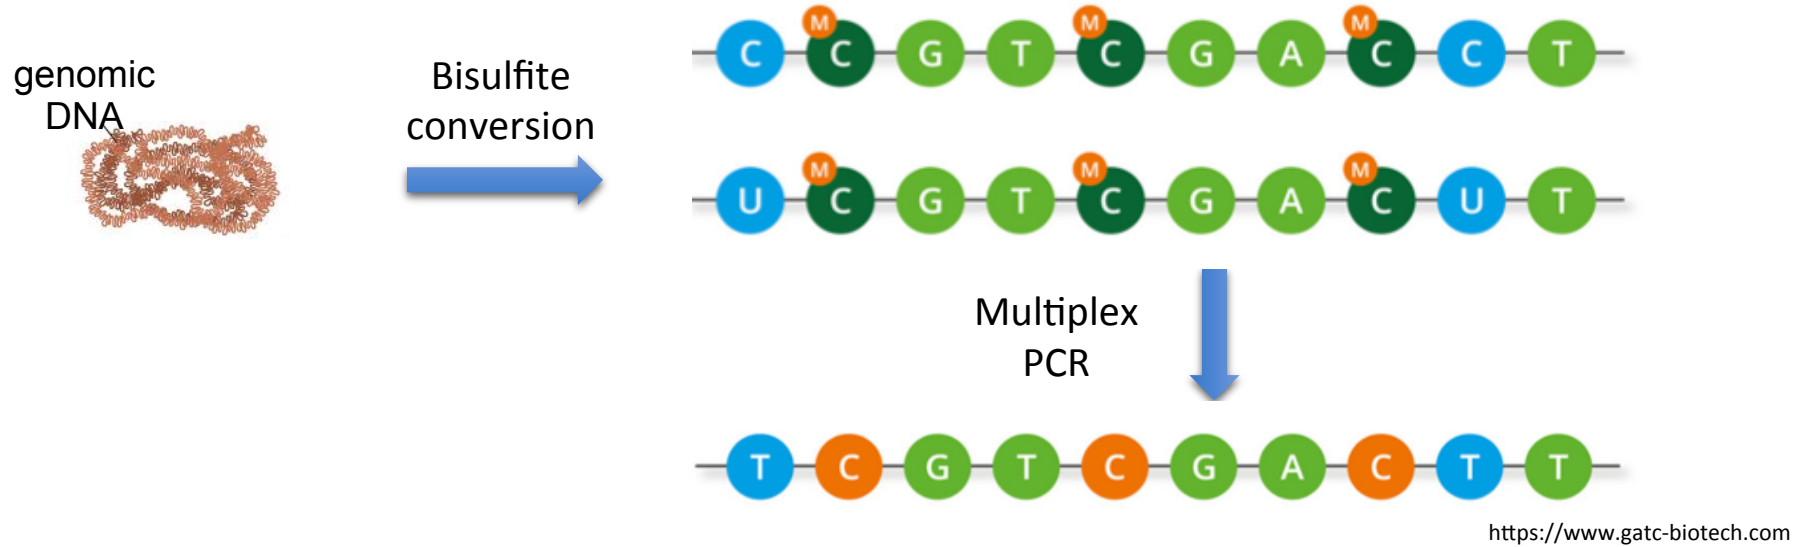 genomic
DNA
Bisulfite
conversion
M M M
C C G T C G A C C T
M M M
U C G T C G A C U T
Multiplex
PCR
T C G T C G A C T T
https://www.gatc-biotech.com